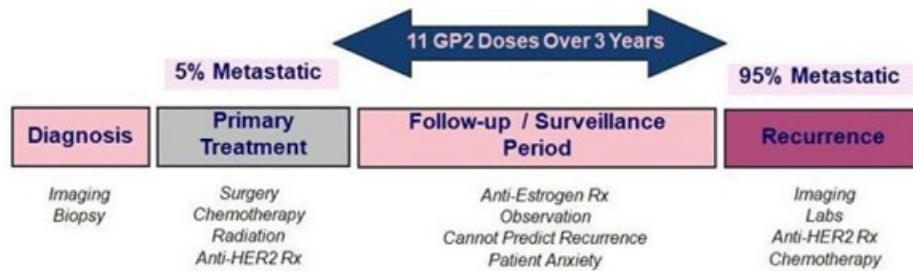 11 GP2 Doses Over 3 Years
5% Metastatic
95% Metastatic
Diagnosis
Imaging
Biopsy
Primary
Treatment
Surgery
Chemotherapy
Radiation
Anti-HER2 Rx
Follow-up / Surveillance
Period
Anti-Estrogen Rx
Observation
Cannot Predict Recurrence
Patient Anxiety
Recurrence
Imaging
Labs
Anti-HER2 Rx
Chemotherapy